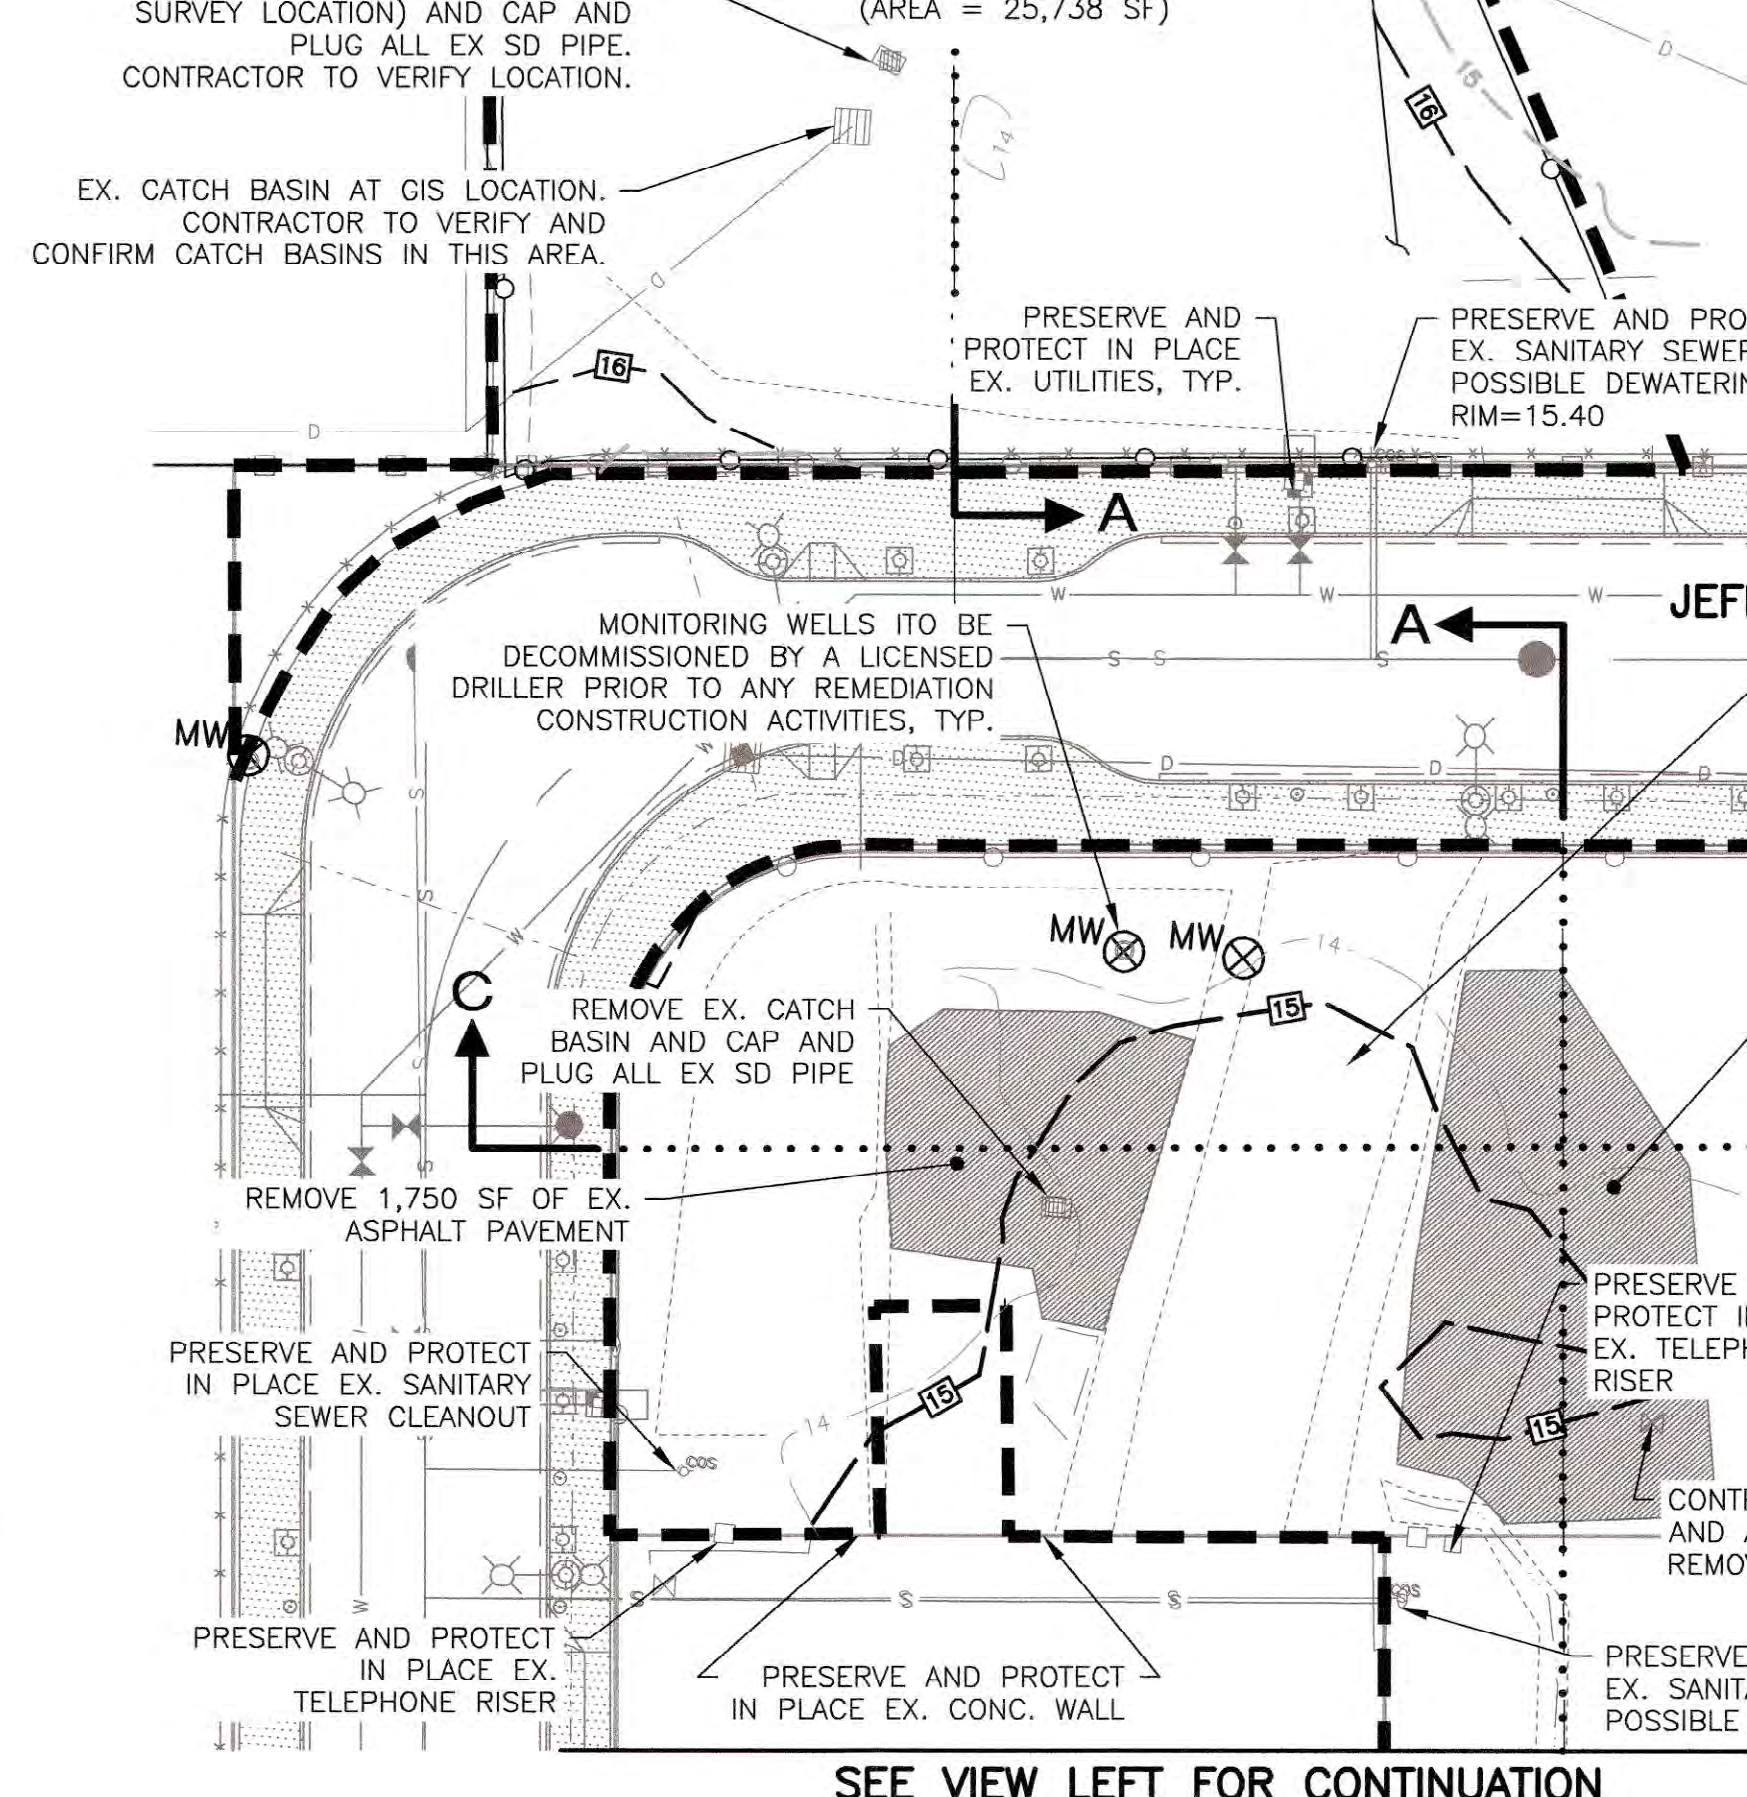 SURVEY LOCATION) AND CAP AND
PLUG ALL EX SD PIPE.
CONTRACTOR TO VERIFY LOCATION.
(AREA = 25,738 SF)
D
15
16
14
EX. CATCH BASIN AT GIS LOCATION.
CONTRACTOR TO VERIFY AND
CONFIRM CATCH BASINS IN THIS AREA.
D
PRESERVE AND
PROTECT IN PLACE
EX. UTILITIES, TYP.
PRESERVE AND PRO
EX. SANITARY SEWER
POSSIBLE DEWATERIN
RIM=15.40
16
D
COS
A
W W W
JEF
A
MONITORING WELLS ITO BE
DECOMMISSIONED BY A LICENSED
DRILLER PRIOR TO ANY REMEDIATION
CONSTRUCTION ACTIVITIES, TYP.
S S S
MW
W
D D D
S
S
W
MW MW
14
C
15
REMOVE EX. CATCH
BASIN AND CAP AND
PLUG ALL EX SD PIPE
S
S
REMOVE 1,750 SF OF EX.
ASPHALT PAVEMENT
PRESERVE
PROTECT I
EX. TELEPH
RISER
PRESERVE AND PROTECT
IN PLACE EX. SANITARY
SEWER CLEANOUT
15
14
15
COS
CONT
AND
REMOV
W
S S S
COS
PRESERVE AND PROTECT
IN PLACE EX.
TELEPHONE RISER
PRESERVE AND PROTECT
IN PLACE EX. CONC. WALL
PRESERVE
EX. SANIT
POSSIBLE
SEE VIEW LEFT FOR CONTINUATION